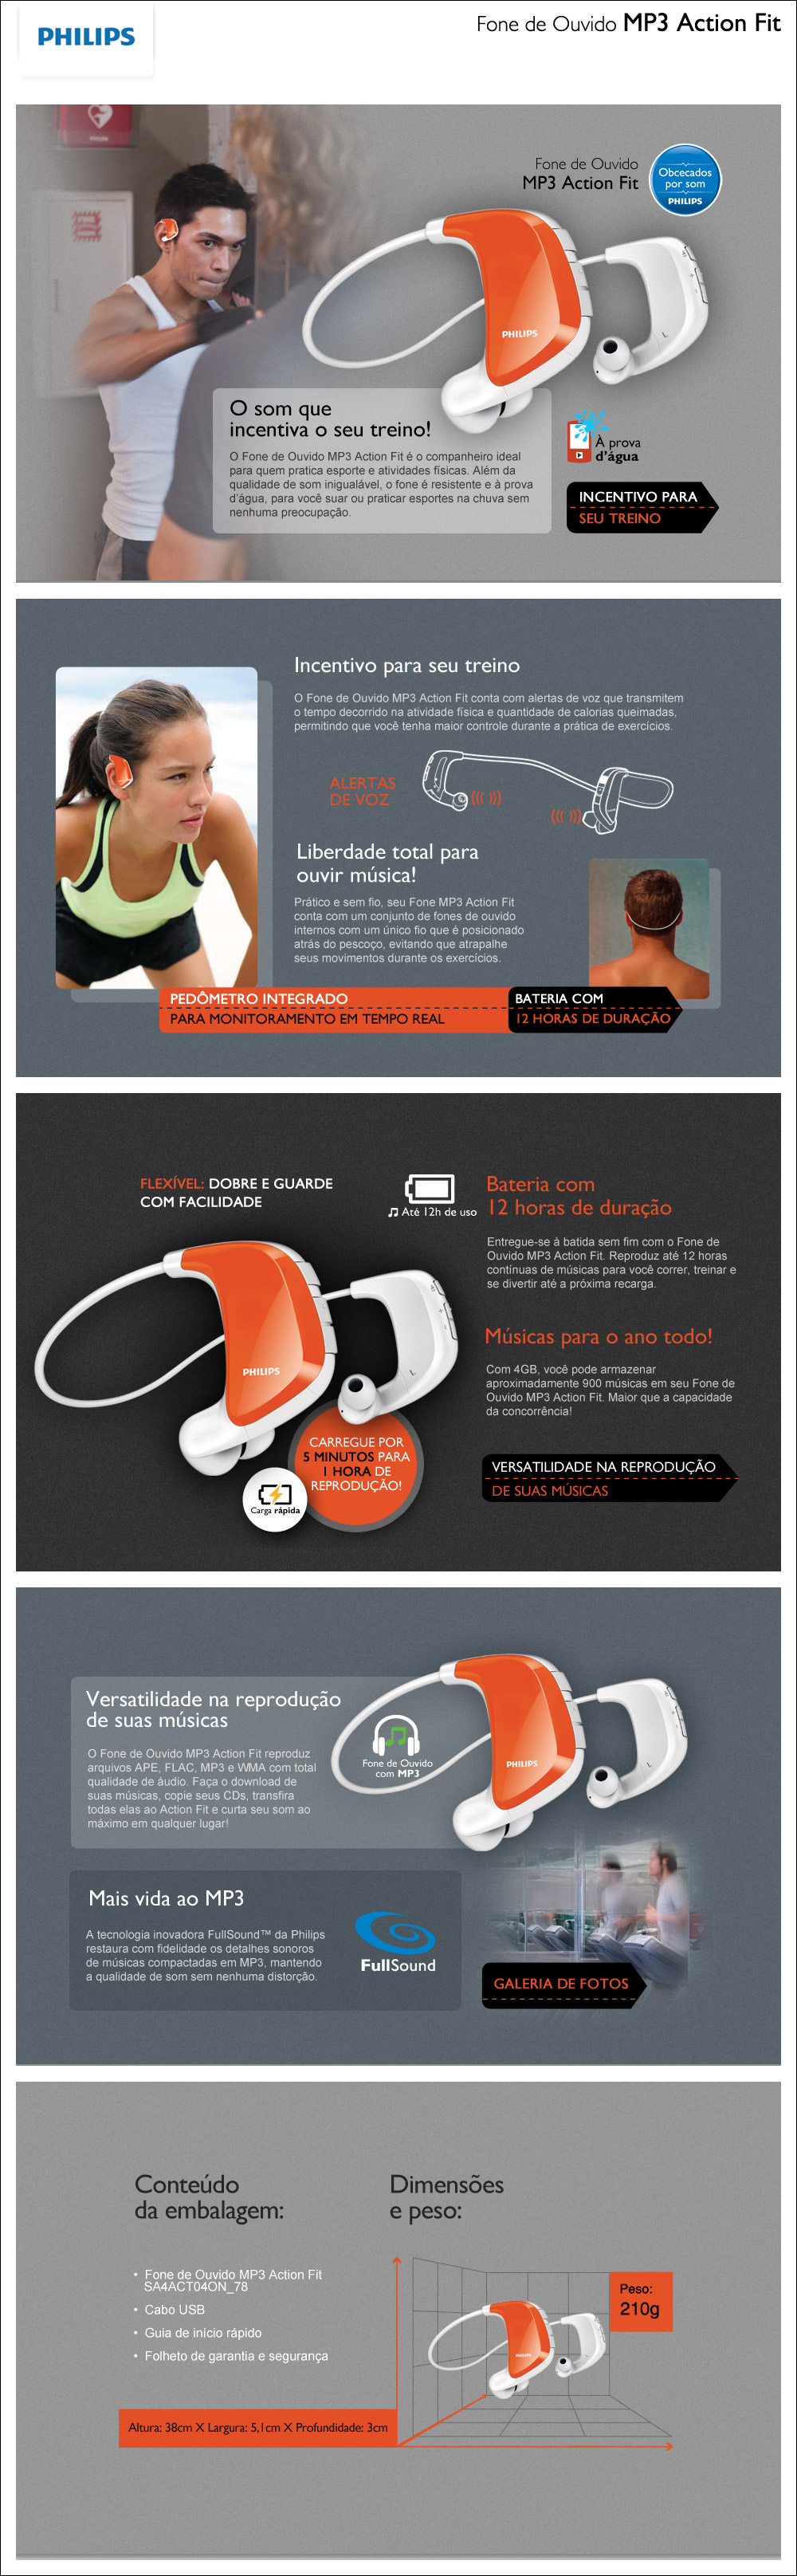 PHILIPS
Fone de Ouvido MP3 Action Fit
Fone de Ouvido
MP3 Action Fit
Obcecados
por som
PHILIPS
PHILIPS
L
O som que
incentiva o seu treino!
O Fone de Ouvido MP3 Action Fit é o companheiro ideal
para quem pratica esporte e atividades físicas. Além da
qualidade de som inigualável, o fone é resistente e à prova
d'água, para você suar ou praticar esportes na chuva sem
nenhuma preocupação.
À prova
d'água
INCENTIVO PARA
SEU TREINO
Incentivo para seu treino
O Fone de Ouvido MP3 Action Fit conta com alertas de voz que transmitem
o tempo decorrido na atividade física e quantidade de calorias queimadas,
permitindo que você tenha maior controle durante a prática de exercícios.
ALERTAS
DE VOZ
Liberdade total para
ouvir música!
Prático e sem fio, seu Fone MP3 Action Fit
conta com um conjunto de fones de ouvido
internos com um único fio que é posicionado
atrás do pescoço, evitando que atrapalhe
seus movimentos durante os exercícios.
PEDÔMETRO INTEGRADO
PARA MONITORAMENTO EM TEMPO REAL
BATERIA COM
12 HORAS DE DURAÇÃO
FLEXÍVEL: DOBRE E GUARDE
COM FACILIDADE
Até 12h de uso
Bateria com
12 horas de duração
Entregue-se à batida sem fim com o Fone de
Ouvido MP3 Action Fit. Reproduz até 12 horas
contínuas de músicas para você correr, treinar e
se divertir até a próxima recarga.
Músicas para o ano todo!
Com 4GB, você pode armazenar
aproximadamente 900 músicas em seu Fone de
Ouvido MP3 Action Fit. Maior que a capacidade
da concorrência!
PHILIPS
L
CARREGUE POR
5 MINUTOS PARA
1 HORA DE
REPRODUÇÃO!
Carga rápida
VERSATILIDADE NA REPRODUÇÃO
DE SUAS MÚSICAS
Versatilidade na reprodução
de suas músicas
O Fone de Ouvido MP3 Action Fit reproduz
arquivos APE, FLAC, MP3 e WMA com total
qualidade de áudio. Faça o download de
suas músicas, copie seus CDs, transfira
todas elas ao Action Fit e curta seu som ao
máximo em qualquer lugar!
Fone de Ouvido
com MP3
PHILIPS
L
Mais vida ao MP3
A tecnologia inovadora FullSound™ da Philips
restaura com fidelidade os detalhes sonoros
de músicas compactadas em MP3, mantendo
a qualidade de som sem nenhuma distorção.
FullSound
GALERIA DE FOTOS
Conteúdo
da embalagem:
• Fone de Ouvido MP3 Action Fit
SA4ACT04ON_78
• Cabo USB
• Guia de início rápido
• Folheto de garantia e segurança
Dimensões
e peso:
Peso:
210g
PHILIPS
Altura: 38cm X Largura: 5,1cm X Profundidade: 3cm